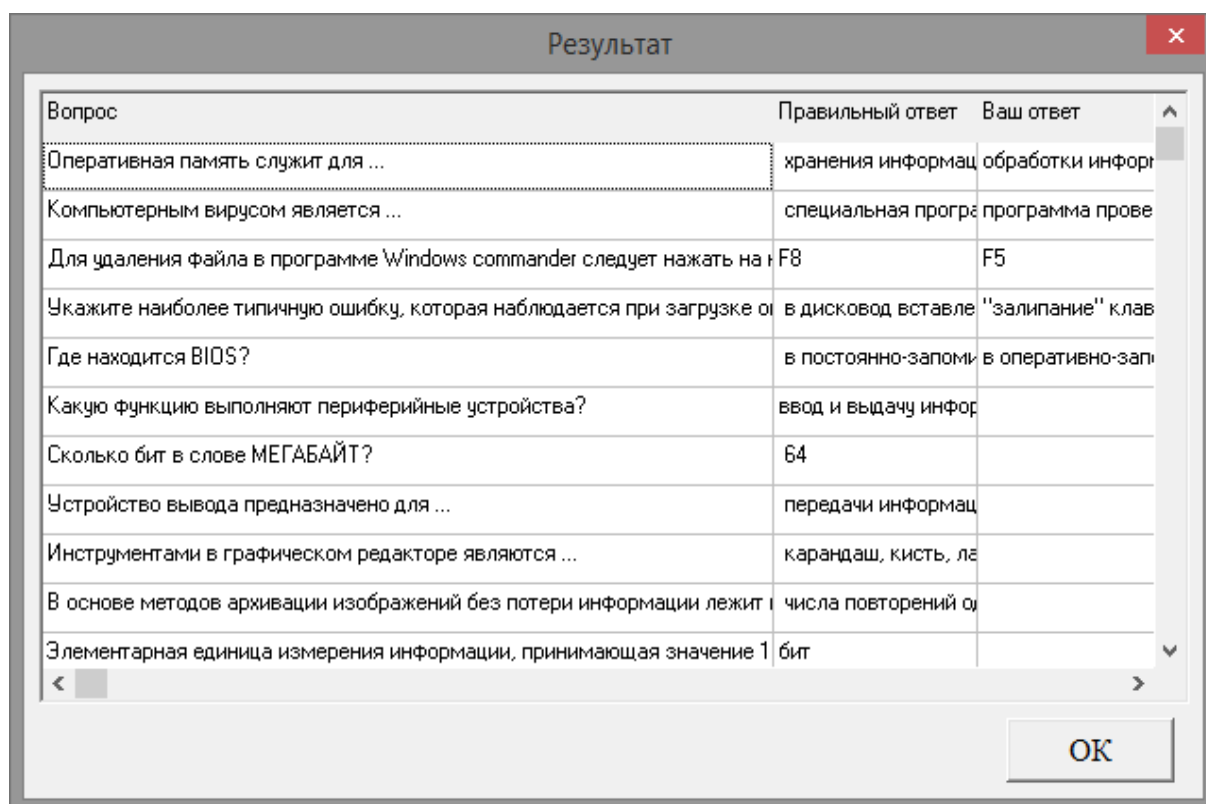 Результат
Вопрос Правильный ответ Ваш ответ
Оперативная память служит для ... хранения информац обработки информ
Компьютерным вирусом является ... специальная програ программа прове
Для удаления файла в программе Windows commander следует нажать на к F8 F5
Укажите наиболее типичную ошибку, которая наблюдается при загрузке о в дисковод вставле "залипание" клав
Где находится BIOS? в постоянно-запоми в оперативно-запо
Какую функцию выполняют периферийные устройства? ввод и выдачу инфор
Сколько бит в слове МЕГАБАЙТ? 64
Устройство вывода предназначено для ... передачи информац
Инструментами в графическом редакторе являются ... карандаш, кисть, ла
В основе методов архивации изображений без потери информации лежит числа повторений о
Элементарная единица измерения информации, принимающая значение 1 бит
OK